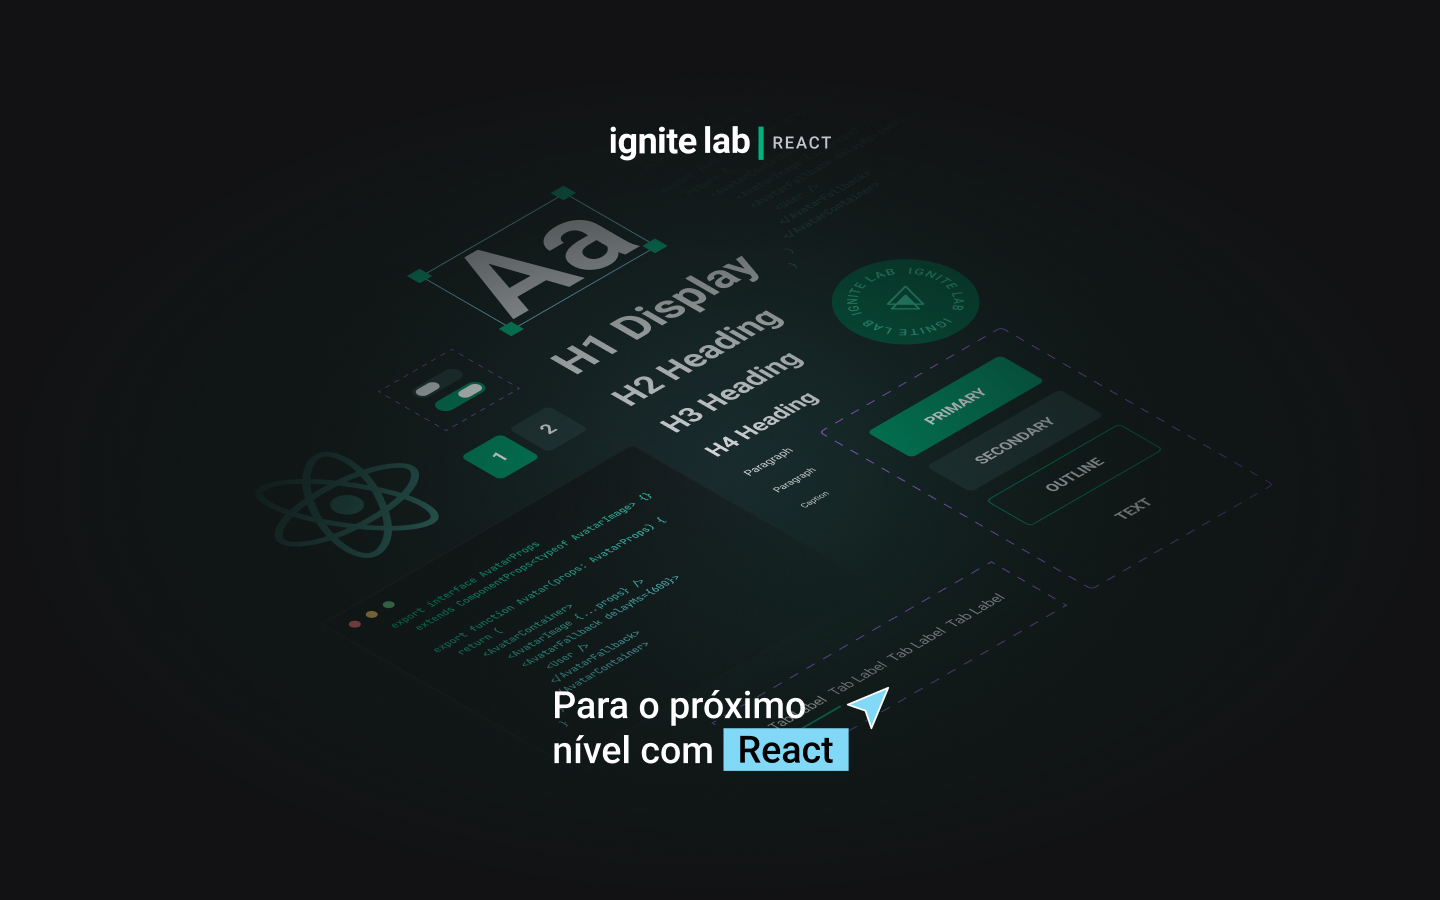 ignite lab | REACT
Aa
H1 Display
H2 Heading
H3 Heading
H4 Heading
Paragraph
Paragraph
Caption
IGNITE LAB IGNITE LAB IGNITE LAB
PRIMARY
SECONDARY
OUTLINE
TEXT
1
2
export interface AvatarProps
extends ComponentProps<typeof AvatarImage> {}
export function Avatar(props: AvatarProps) {
return (
<AvatarContainer>
<AvatarImage {...props} />
<AvatarFallback delayMs={600}>
<User />
</AvatarFallback>
</AvatarContainer>
Tab Label Tab Label Tab Label Tab Label
Para o próximo
nível com React